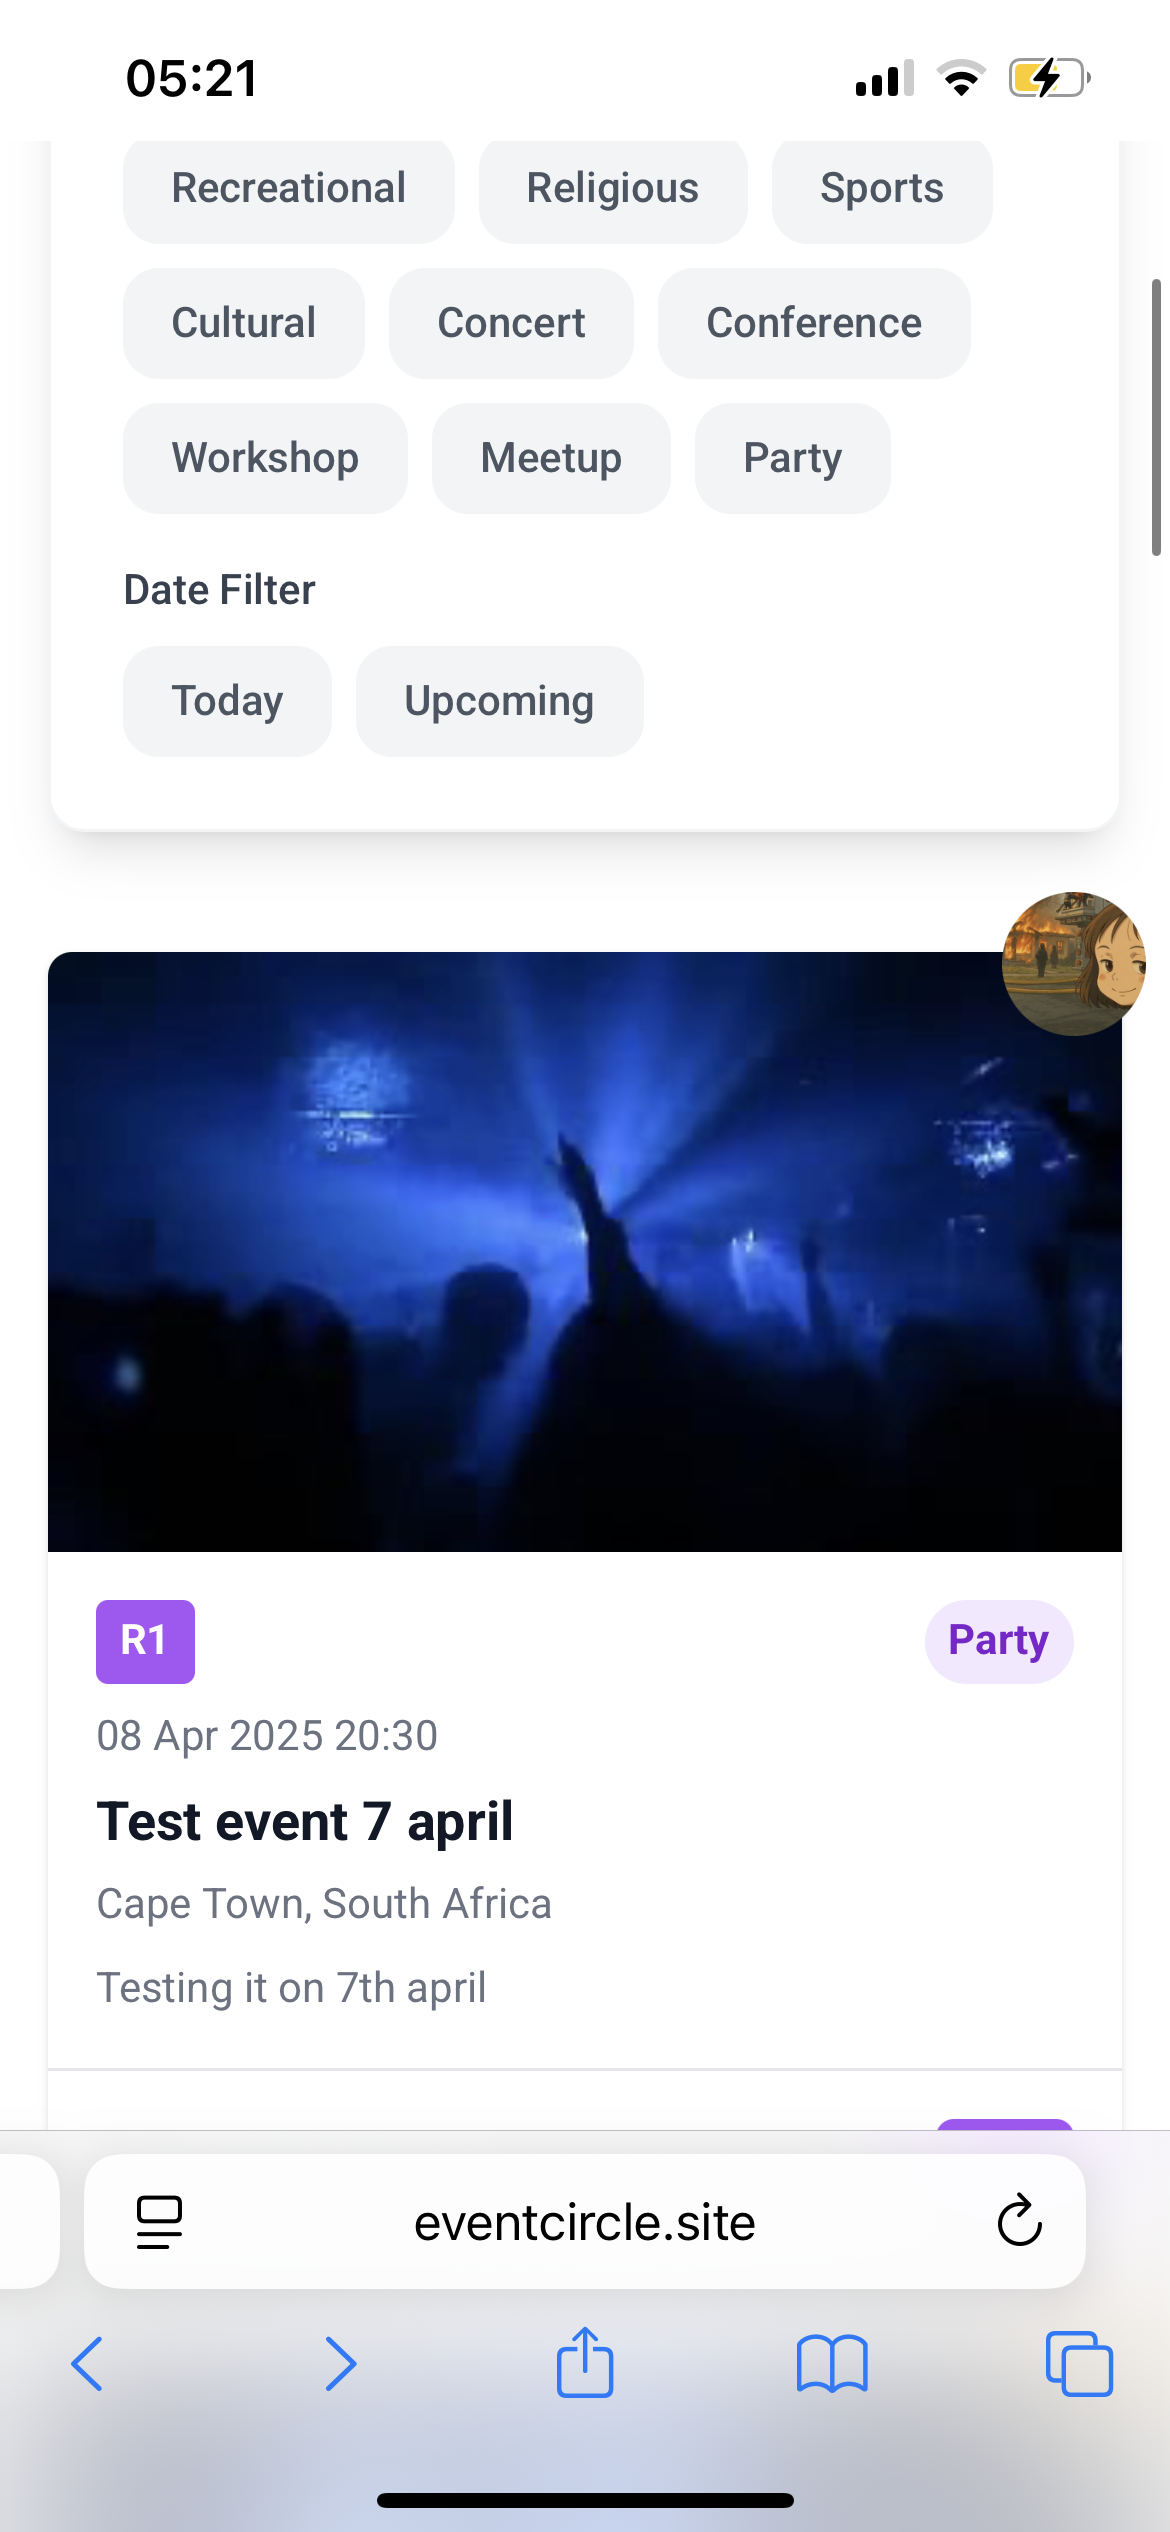 05:21
Recreational Religious Sports
Cultural Concert Conference
Workshop Meetup Party
Date Filter
Today Upcoming
R1 Party
08 Apr 2025 20:30
Test event 7 april
Cape Town, South Africa
Testing it on 7th april
eventcircle.site